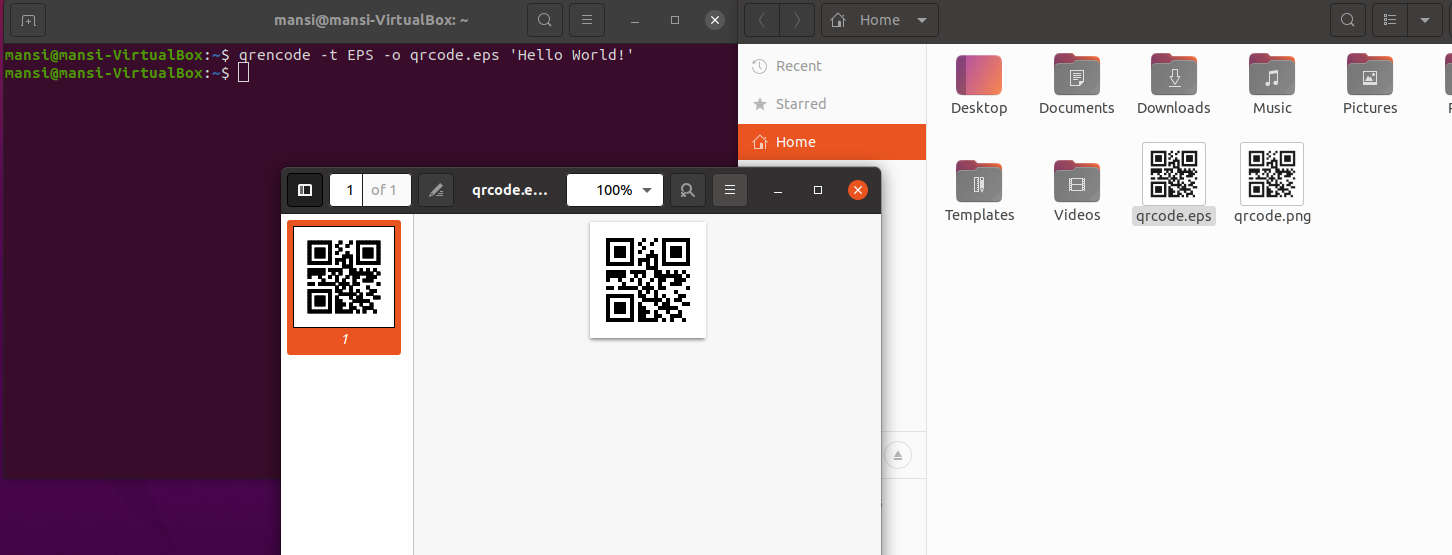 mansi@mansi-VirtualBox: ~
mansi@mansi-VirtualBox:~$ qrencode -t EPS -o qrcode.eps 'Hello World!'
mansi@mansi-VirtualBox:~$
Home
Recent
Starred
Home
Desktop
Documents
Downloads
Music
Pictures
Templates
Videos
qrcode.eps
qrcode.png
1 of 1
qrcode.e...
100%
1